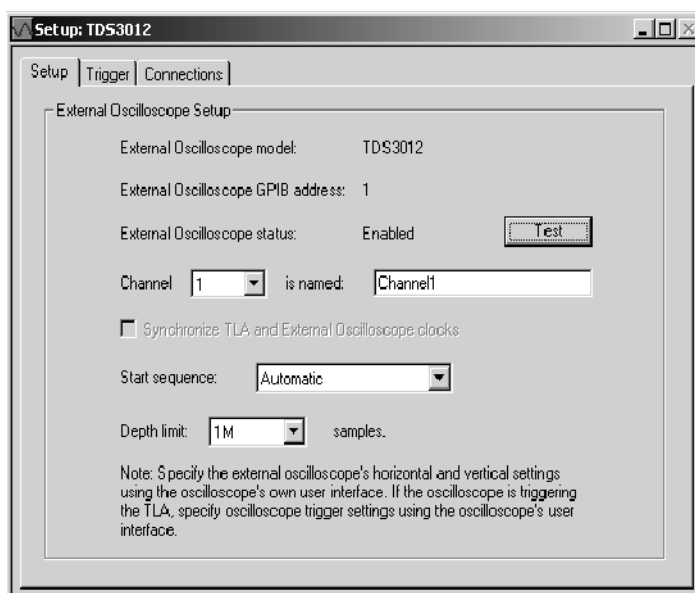 Setup: TDS3012
Setup Trigger Connections
External Oscilloscope Setup
External Oscilloscope model: TDS3012
External Oscilloscope GPIB address: 1
External Oscilloscope status: Enabled Test
Channel 1 is named: Channel1
Synchronize TLA and External Oscilloscope clocks
Start sequence: Automatic
Depth limit: 1M samples.
Note: Specify the external oscilloscope's horizontal and vertical settings
using the oscilloscope's own user interface. If the oscilloscope is triggering
the TLA, specify oscilloscope trigger settings using the oscilloscope's user
interface.